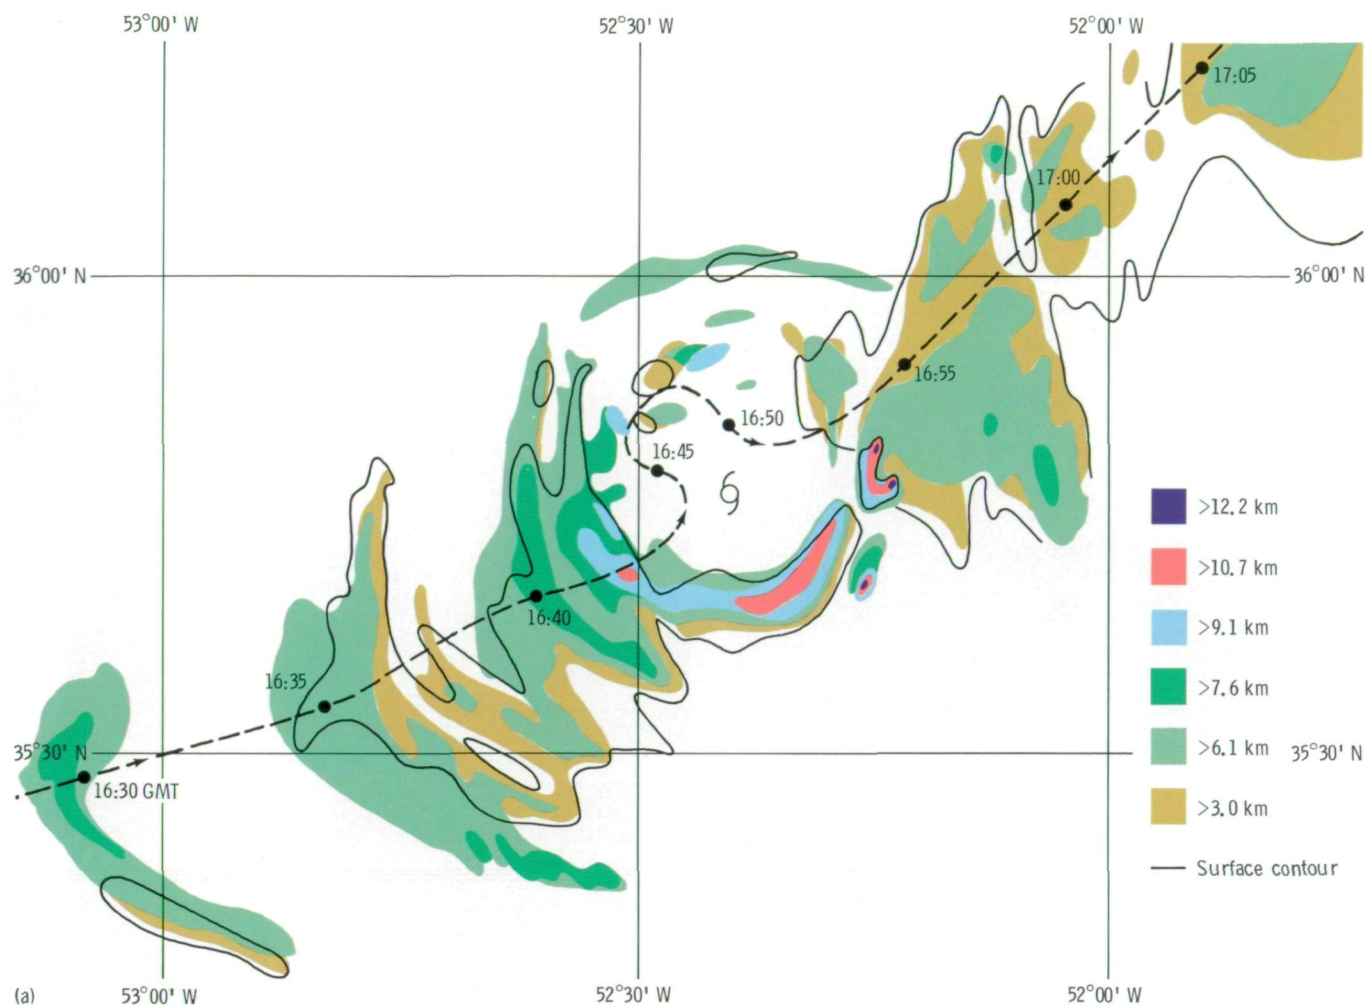 53°00' W
52°30' W
52°00' W
17:05
17:00
36°00' N
36°00' N
16:55
16:50
16:45
>12.2 km
>10.7 km
16:40
>9.1 km
16:35
>7.6 km
35°30' N
>6.1 km
35°30' N
16:30 GMT
>3.0 km
Surface contour
(a)
53°00' W
52°30' W
52°00' W